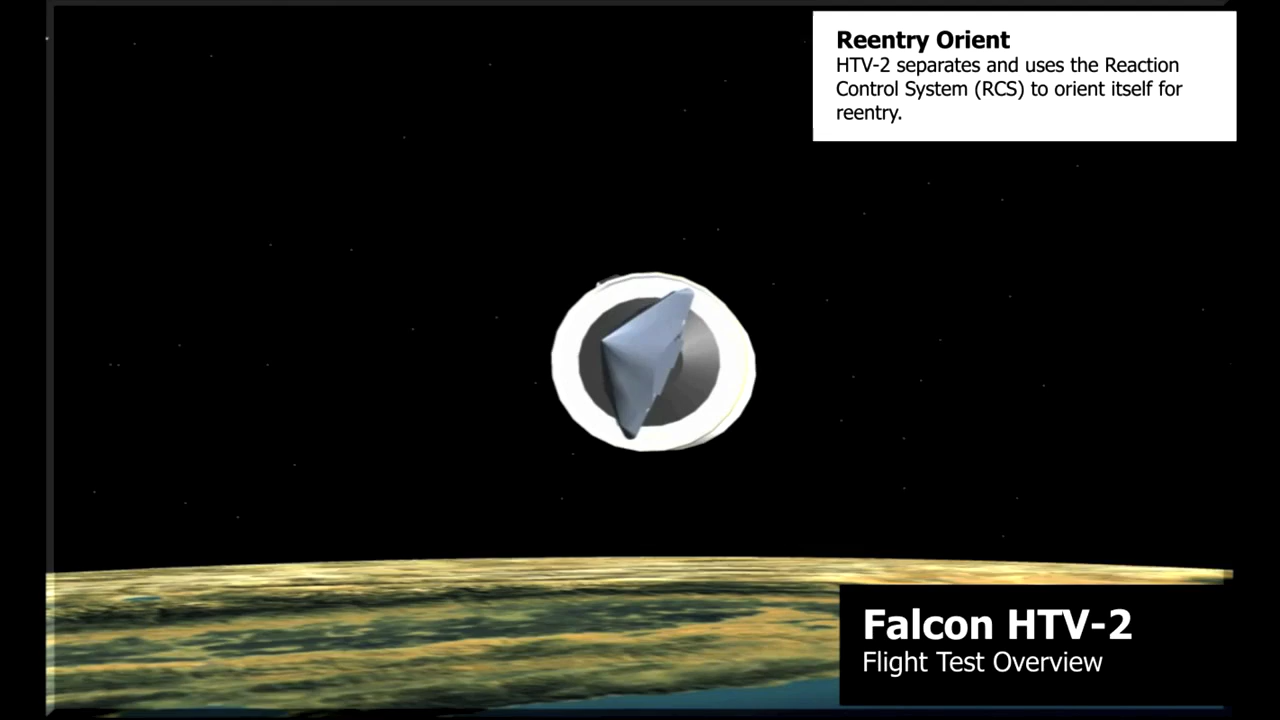 Reentry Orient
HTV-2 separates and uses the Reaction
Control System (RCS) to orient itself for
reentry.
Falcon HTV-2
Flight Test Overview